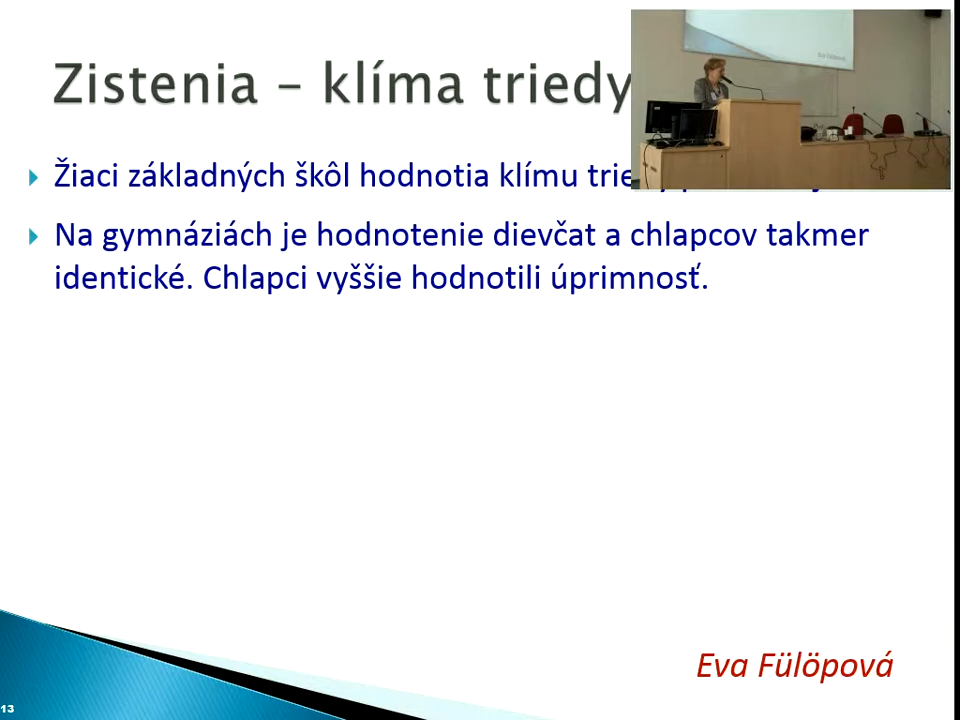 Zistenia – klíma triedy
Žiaci základných škôl hodnotia klímu
Na gymnáziách je hodnotenie dievčat a chlapcov takmer
identické. Chlapci vyššie hodnotili úprimnosť.
Eva Fülöpová
13